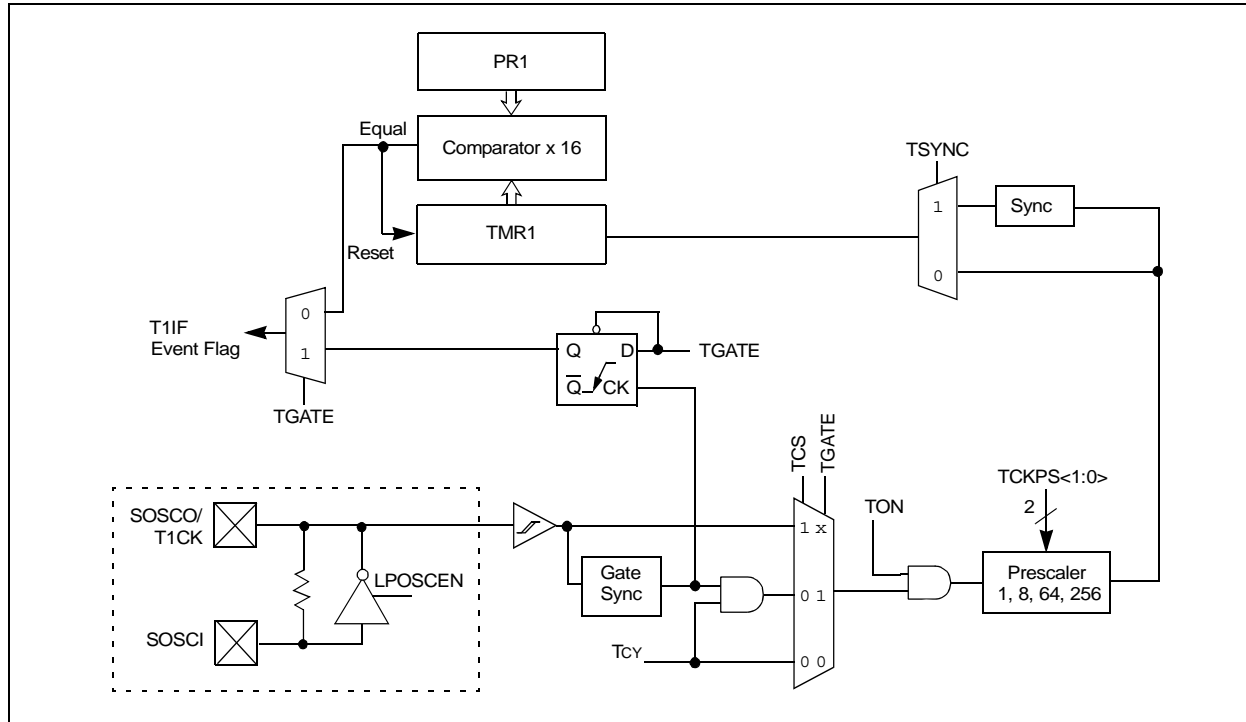 PR1
Equal
Comparator x 16
TSYNC
1
Sync
Reset
TMR1
0
0
T1IF
Event Flag
1
Q
D
TGATE
Q̅
CK
TGATE
TCS
TGATE
TCKPS<1:0>
SOSCO/
T1CK
1 x
TON
2
LPOSCEN
Gate
Sync
0 1
Prescaler
1, 8, 64, 256
SOSCI
TCY
0 0